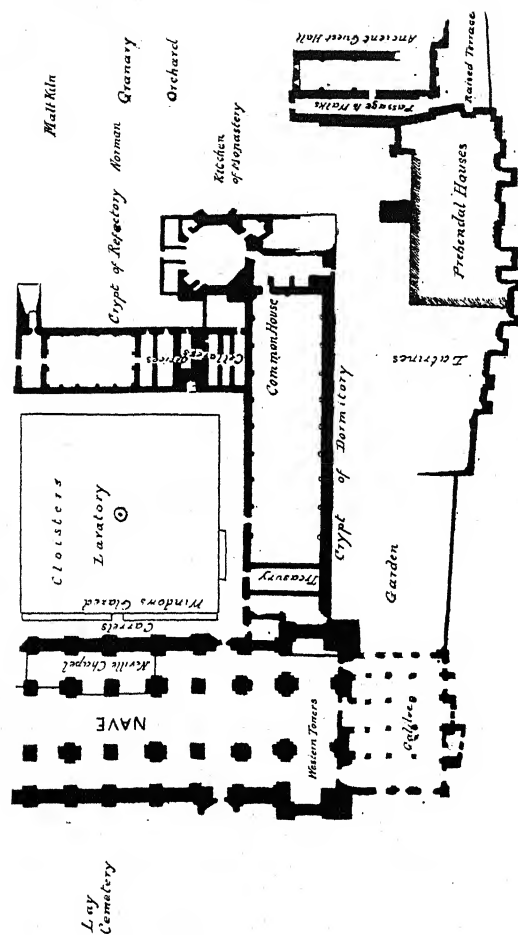 Malt Kiln
Crypt of Refectory
Norman Granary
Orchard
Kitchen
of Monastery
Ancient Guest Hall
Passage & Walks
Raised Terrace
Prebendal Houses
Latrines
Cellarer's
Offices
Common House
Crypt of Dormitory
Treasury
Garden
Cloisters
Lavatory
Windows Glazed
Carrels
Neville Chapel
NAVE
Western Towers
Galilee
Lay
Cemetery